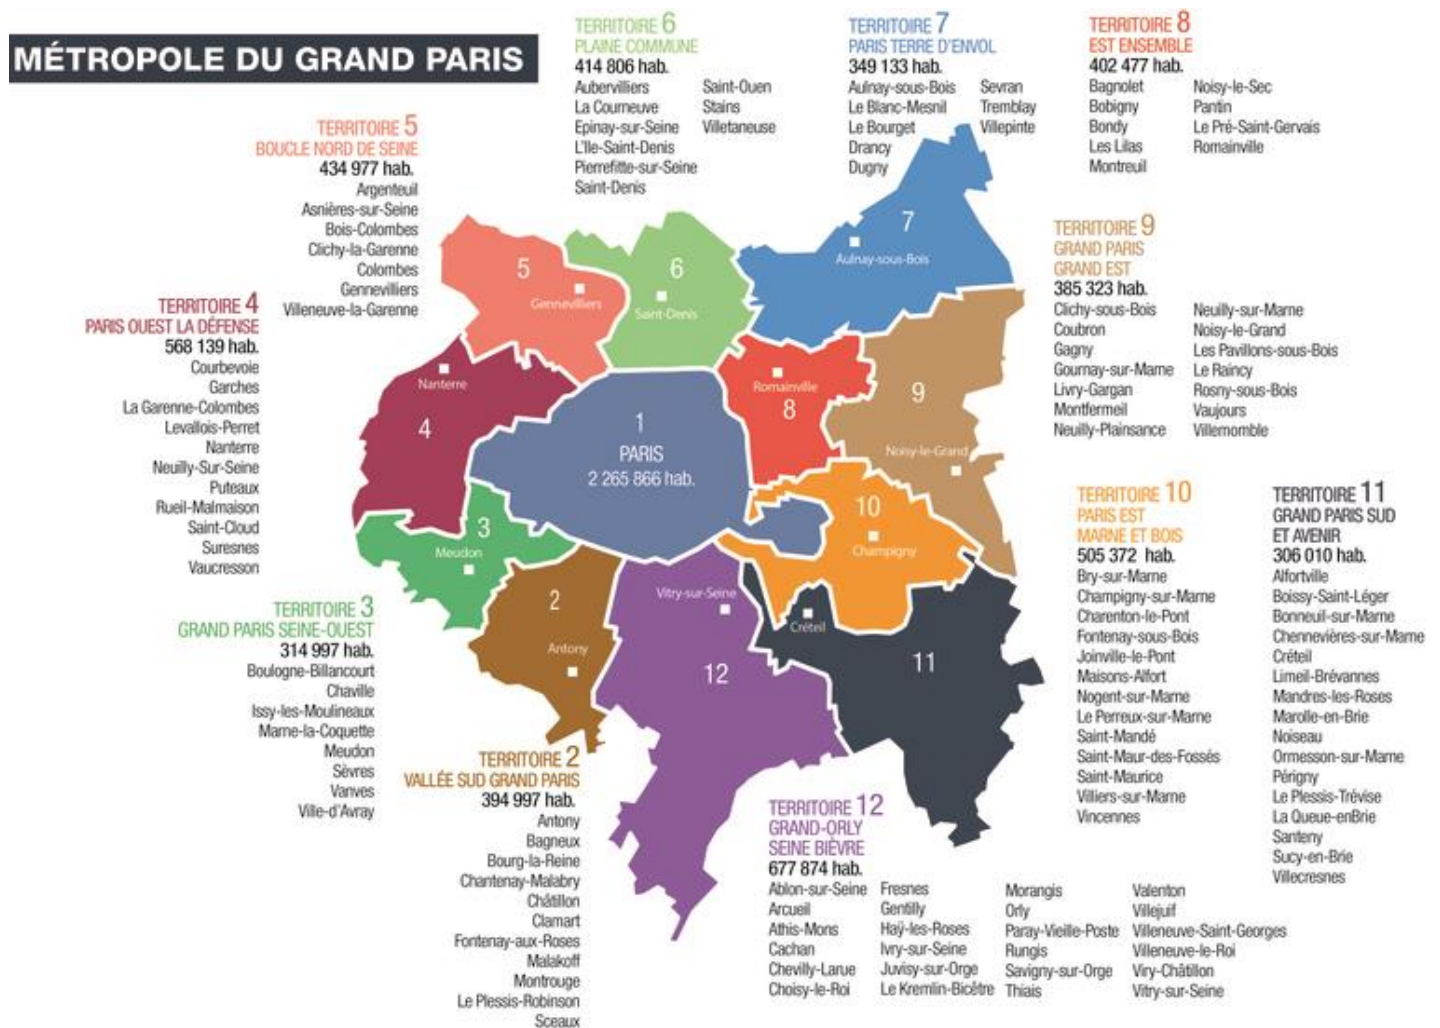 MÉTROPOLE DU GRAND PARIS
TERRITOIRE 6
PLAINE COMMUNE
414 806 hab.
Aubervilliers
La Courneuve
Epinay-sur-Seine
L'Ile-Saint-Denis
Pierrefitte-sur-Seine
Saint-Denis
Saint-Ouen
Stains
Villetaneuse
TERRITOIRE 7
PARIS TERRE D'ENVOL
349 133 hab.
Aulnay-sous-Bois
Le Blanc-Mesnil
Le Bourget
Drancy
Dugny
Sevran
Tremblay
Villepinte
TERRITOIRE 8
EST ENSEMBLE
402 477 hab.
Bagnolet
Bobigny
Bondy
Les Lilas
Montreuil
Noisy-le-Sec
Pantin
Le Pré-Saint-Gervais
Romainville
TERRITOIRE 5
BOUCLE NORD DE SEINE
434 977 hab.
Argenteuil
Asnières-sur-Seine
Bois-Colombes
Clichy-la-Garenne
Colombes
Gennevilliers
Villeneuve-la-Garenne
TERRITOIRE 9
GRAND PARIS
GRAND EST
385 323 hab.
Clichy-sous-Bois
Coubron
Gagny
Gournay-sur-Marne
Livry-Gargan
Montfermeil
Neuilly-Plainsance
Neuilly-sur-Marne
Noisy-le-Grand
Les Pavillons-sous-Bois
Le Raincy
Rosny-sous-Bois
Vaujours
Villemomble
TERRITOIRE 4
PARIS OUEST LA DÉFENSE
568 139 hab.
Courbevoie
Garches
La Garenne-Colombes
Levallois-Perret
Nanterre
Neuilly-Sur-Seine
Puteaux
Rueil-Malmaison
Saint-Cloud
Suresnes
Vaucresson
5
Gennevilliers
6
Saint-Denis
7
Aulnay-sous-Bois
Nanterre
4
1
PARIS
2 265 866 hab.
Romainville
8
9
Noisy-le-Grand
3
Meudon
10
Champigny
2
Antony
Vitry-sur-Seine
12
Créteil
11
TERRITOIRE 3
GRAND PARIS SEINE-OUEST
314 997 hab.
Boulogne-Billancourt
Chaville
Issy-les-Moulineaux
Marne-la-Coquette
Meudon
Sèvres
Vanves
Ville-d'Avray
TERRITOIRE 10
PARIS EST
MARNE ET BOIS
505 372 hab.
Bry-sur-Marne
Champigny-sur-Marne
Charenton-le-Pont
Fontenay-sous-Bois
Joinville-le-Pont
Maisons-Alfort
Nogent-sur-Marne
Le Perreux-sur-Marne
Saint-Mandé
Saint-Maur-des-Fossés
Saint-Maurice
Villiers-sur-Marne
Vincennes
TERRITOIRE 11
GRAND PARIS SUD
ET AVENIR
306 010 hab.
Alfortville
Boissy-Saint-Léger
Bonneuil-sur-Marne
Chennevières-sur-Marne
Créteil
Limeil-Brévannes
Mandres-les-Roses
Marolle-en-Brie
Noiseau
Ormesson-sur-Marne
Périgny
Le Plessis-Trévise
La Queue-enBrie
Santeny
Sucy-en-Brie
Villecresnes
TERRITOIRE 2
VALLÉE SUD GRAND PARIS
394 997 hab.
Antony
Bagneux
Bourg-la-Reine
Chantenay-Malabry
Châtillon
Clamart
Fontenay-aux-Roses
Malakoff
Montrouge
Le Plessis-Robinson
Sceaux
TERRITOIRE 12
GRAND-ORLY
SEINE BIÈVRE
677 874 hab.
Ablon-sur-Seine
Arcueil
Athis-Mons
Cachan
Chevilly-Larue
Choisy-le-Roi
Fresnes
Gentilly
Haÿ-les-Roses
Ivry-sur-Seine
Juvisy-sur-Orge
Le Kremlin-Bicêtre
Morangis
Orly
Paray-Vieille-Poste
Rungis
Savigny-sur-Orge
Thiais
Valenton
Villejuif
Villeneuve-Saint-Georges
Villeneuve-le-Roi
Viry-Châtillon
Vitry-sur-Seine